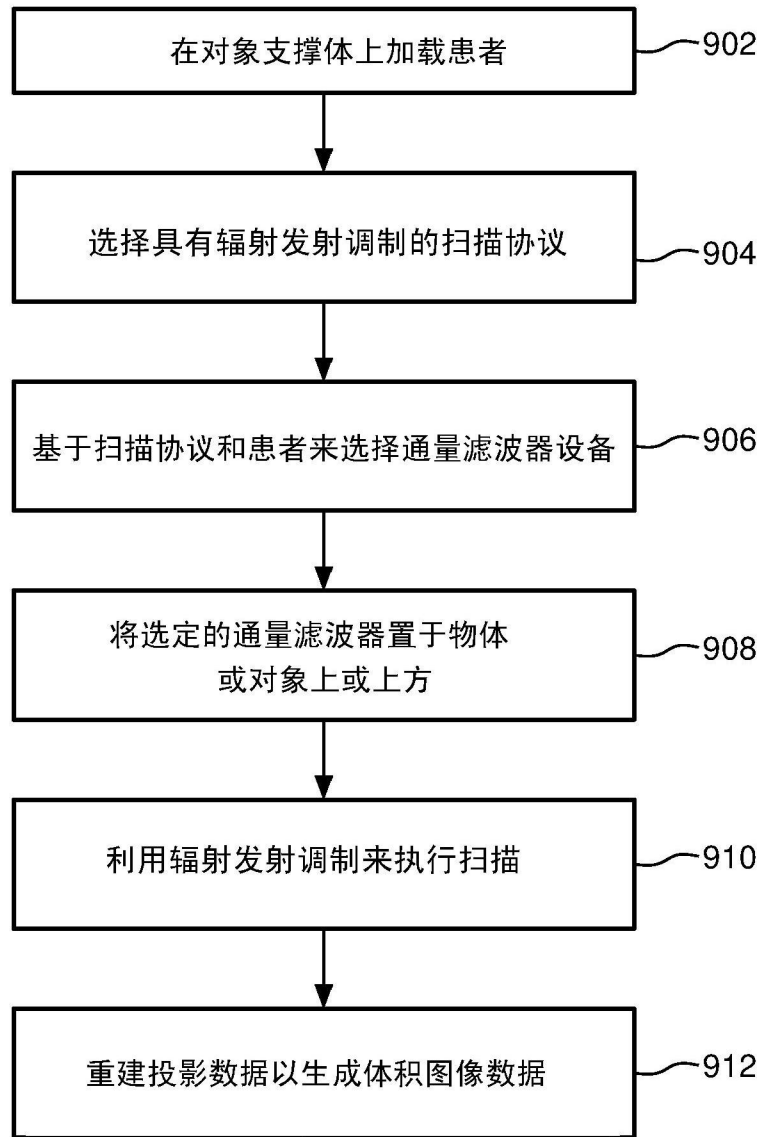 在对象支撑体上加载患者
902
选择具有辐射发射调制的扫描协议
904
基于扫描协议和患者来选择通量滤波器设备
906
将选定的通量滤波器置于物体
或对象上或上方
908
利用辐射发射调制来执行扫描
910
重建投影数据以生成体积图像数据
912